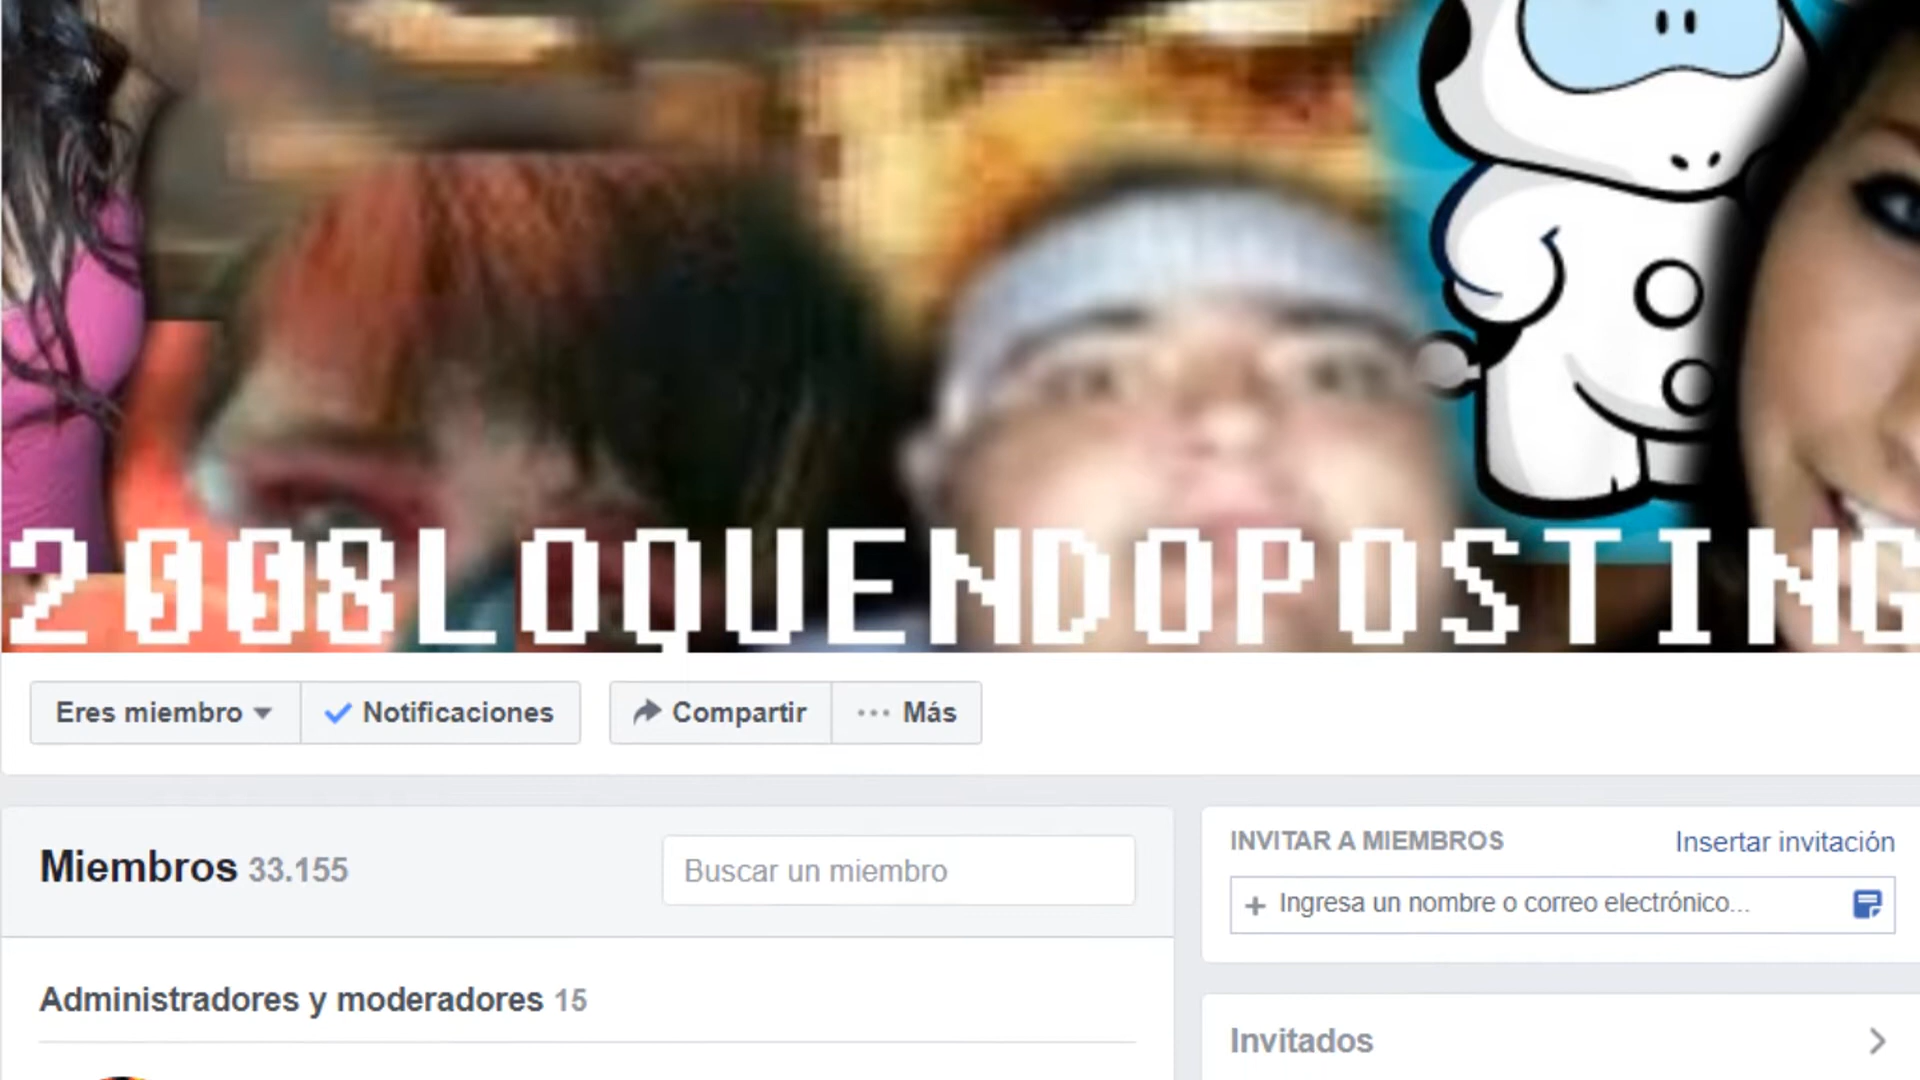 2008LOQUENDOPOSTING
Eres miembro Notificaciones Compartir Más
Miembros 33.155
Buscar un miembro
Administradores y moderadores 15
INVITAR A MIEMBROS Insertar invitación
+ Ingresa un nombre o correo electrónico...
Invitados